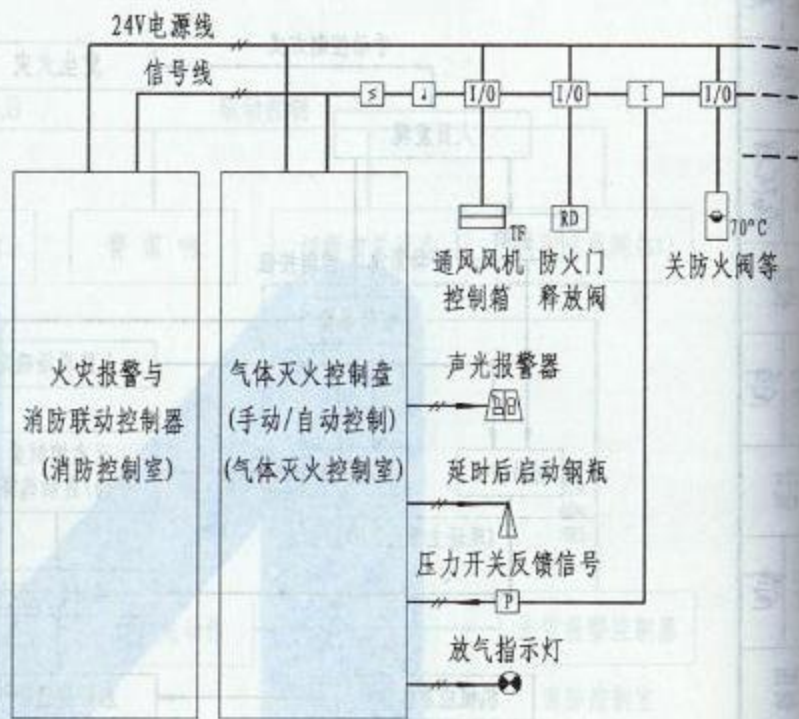 24V电源线
信号线
I/O
I/O
I
I/O
TF
RD
70°C
通风风机
控制箱
防火门
释放阀
关防火阀等
火灾报警与
消防联动控制器
(消防控制室)
气体灭火控制盘
(手动/自动控制)
(气体灭火控制室)
声光报警器
延时后启动钢瓶
压力开关反馈信号
P
放气指示灯